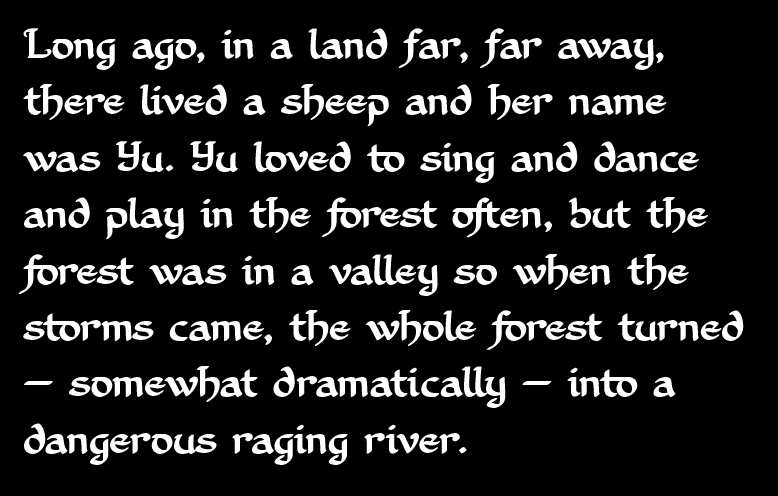 Long ago, in a land far, far away,
there lived a sheep and her name
was Yu. Yu loved to sing and dance
and play in the forest often, but the
forest was in a valley so when the
storms came, the whole forest turned
— somewhat dramatically — into a
dangerous raging river.